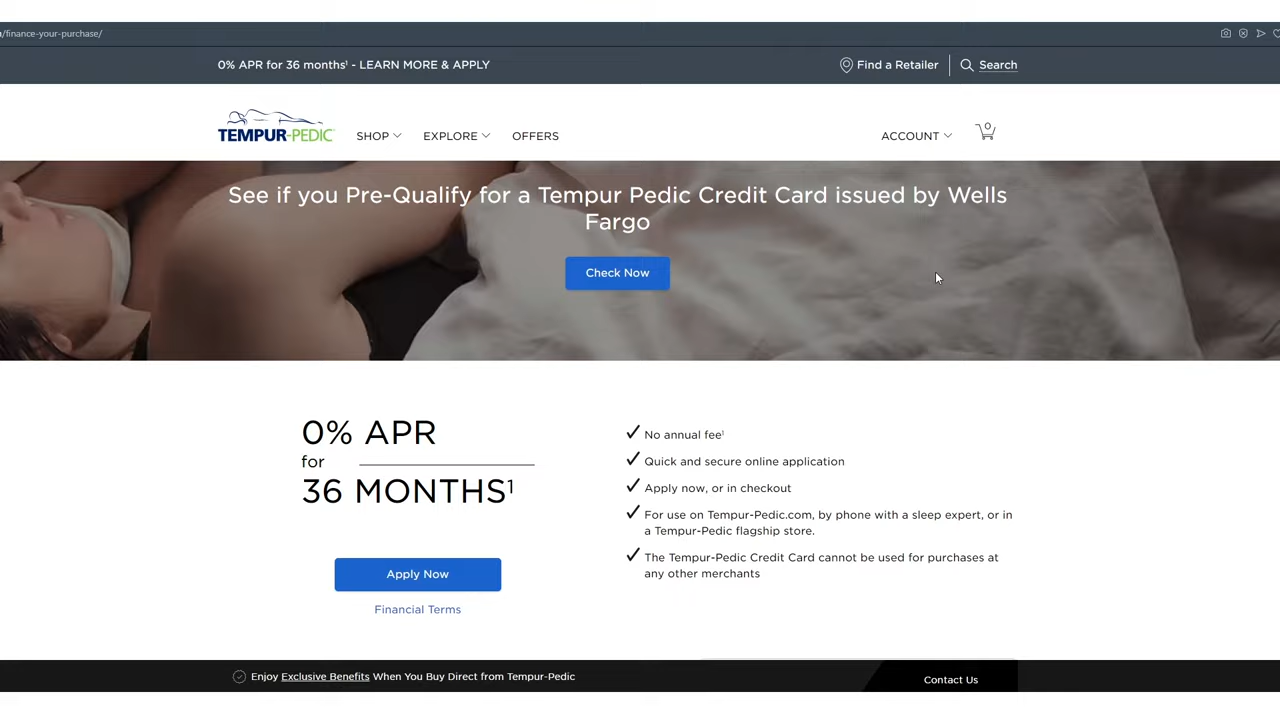 /finance-your-purchase/
0% APR for 36 months¹ - LEARN MORE & APPLY
Find a Retailer
Search
TEMPUR-PEDIC
SHOP
EXPLORE
OFFERS
ACCOUNT
0
See if you Pre-Qualify for a Tempur Pedic Credit Card issued by Wells
Fargo
Check Now
0% APR
for
36 MONTHS¹
Apply Now
Financial Terms
No annual fee¹
Quick and secure online application
Apply now, or in checkout
For use on Tempur-Pedic.com, by phone with a sleep expert, or in
a Tempur-Pedic flagship store.
The Tempur-Pedic Credit Card cannot be used for purchases at
any other merchants
Enjoy Exclusive Benefits When You Buy Direct from Tempur-Pedic
Contact Us